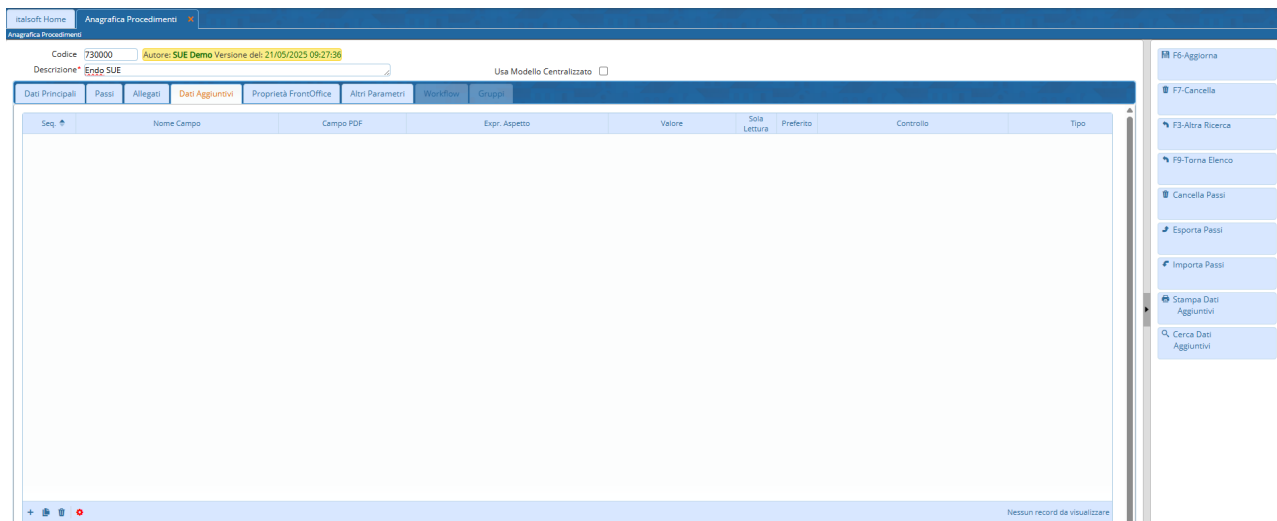 italsoft Home Anagrafica Procedimenti ×
Anagrafica Procedimenti
Codice 730000 Autore: SUE Demo Versione del: 21/05/2025 09:27:36
Descrizione* Endo SUE Usa Modello Centralizzato
Dati Principali Passi Allegati Dati Aggiuntivi Proprietà FrontOffice Altri Parametri Workflow Gruppi
Seq. Nome Campo Campo PDF Expr. Aspetto Valore Sola Lettura Preferito Controllo Tipo
Nessun record da visualizzare
F6-Aggiorna
F7-Cancella
F3-Altra Ricerca
F9-Torna Elenco
Cancella Passi
Esporta Passi
Importa Passi
Stampa Dati
Aggiuntivi
Cerca Dati
Aggiuntivi